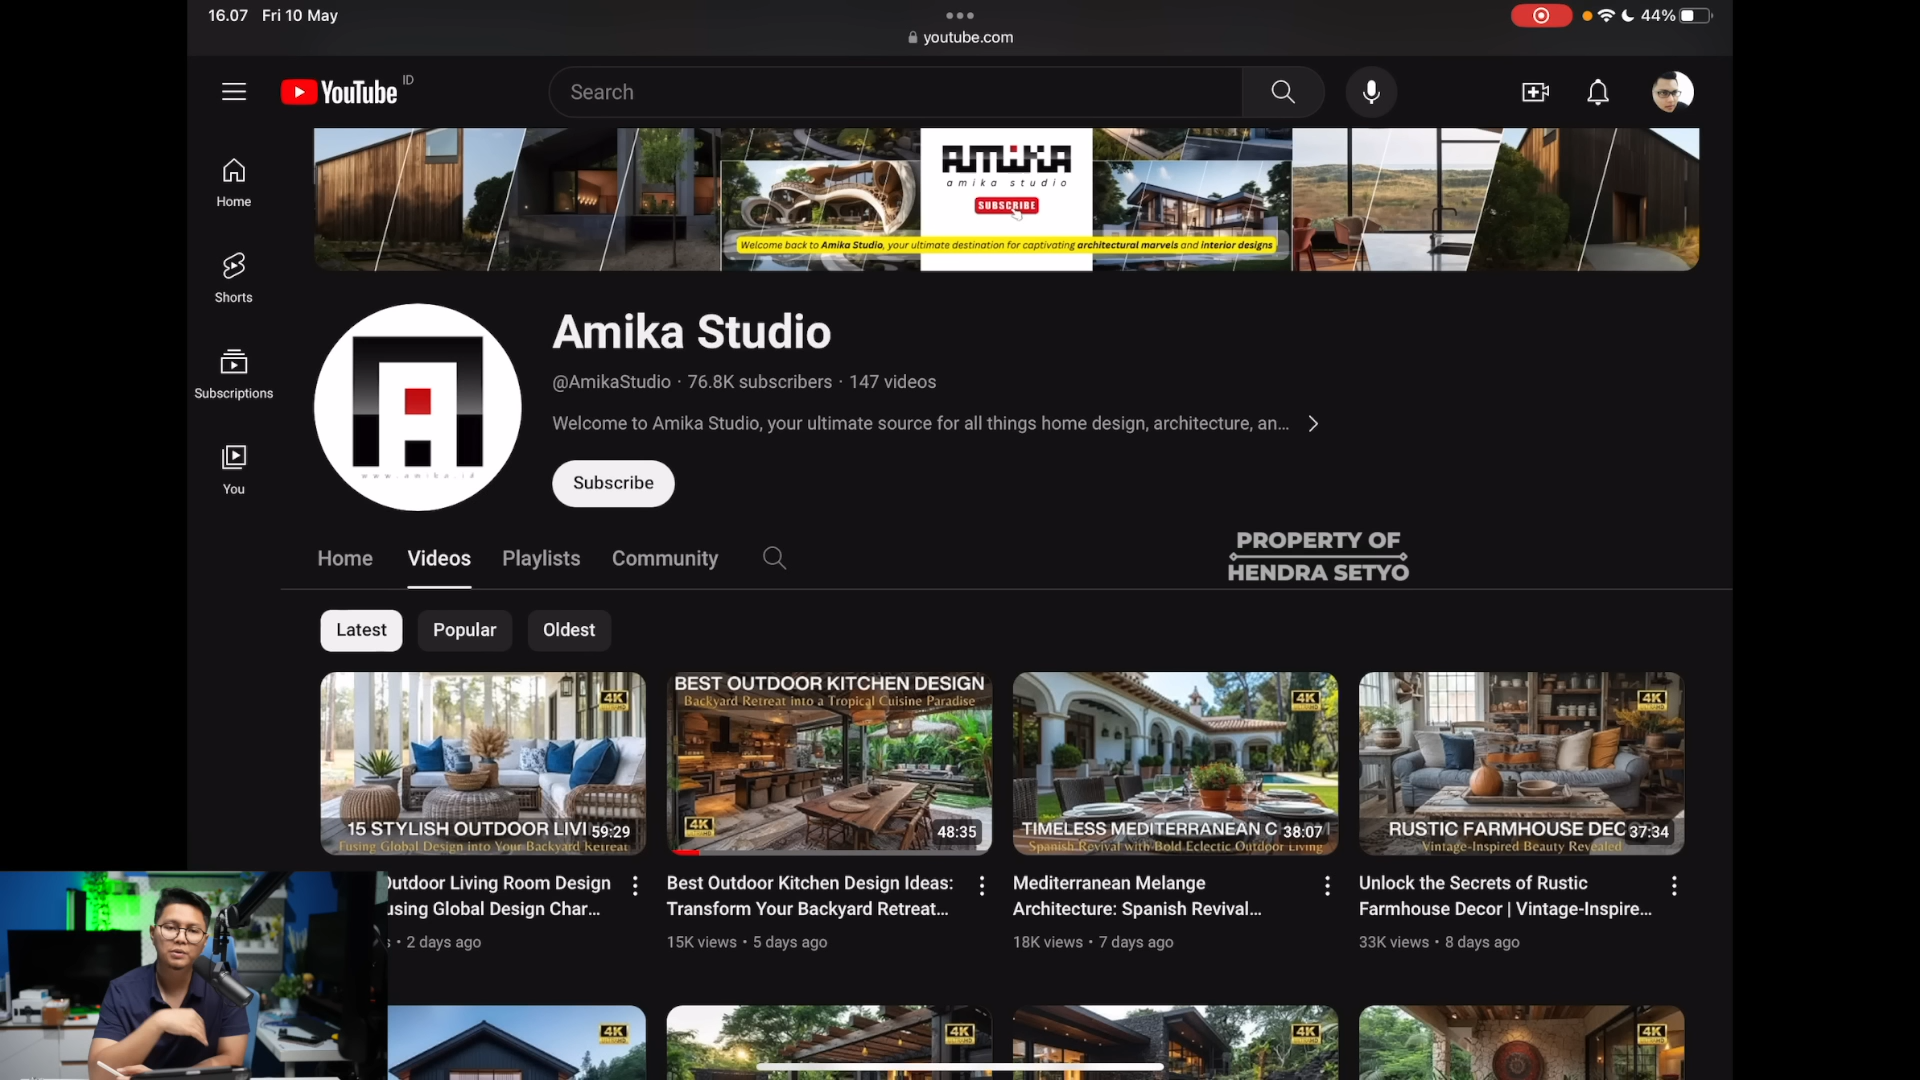 16.07 Fri 10 May
44%
youtube.com
YouTube ID
Search
Home
Shorts
Subscriptions
You
AMiKA
amika studio
SUBSCRIBE
Welcome back to Amika Studio, your ultimate destination for captivating architectural marvels and interior designs
www.amika.id
Amika Studio
@AmikaStudio · 76.8K subscribers · 147 videos
Welcome to Amika Studio, your ultimate source for all things home design, architecture, an...
Subscribe
Home Videos Playlists Community
PROPERTY OF
HENDRA SETYO
Latest Popular Oldest
4K
15 STYLISH OUTDOOR LIVI
Fusing Global Design into Your Backyard Retreat
59:29
BEST OUTDOOR KITCHEN DESIGN
Backyard Retreat into a Tropical Cuisine Paradise
4K
48:35
4K
TIMELESS MEDITERRANEAN C
Spanish Revival with Bold Eclectic Outdoor Living
38:07
4K
RUSTIC FARMHOUSE DEC
Vintage-Inspired Beauty Revealed
37:34
Outdoor Living Room Design
using Global Design Char...
s • 2 days ago
Best Outdoor Kitchen Design Ideas:
Transform Your Backyard Retreat...
15K views • 5 days ago
Mediterranean Melange
Architecture: Spanish Revival...
18K views • 7 days ago
Unlock the Secrets of Rustic
Farmhouse Decor | Vintage-Inspire...
33K views • 8 days ago
4K
4K
4K
4K